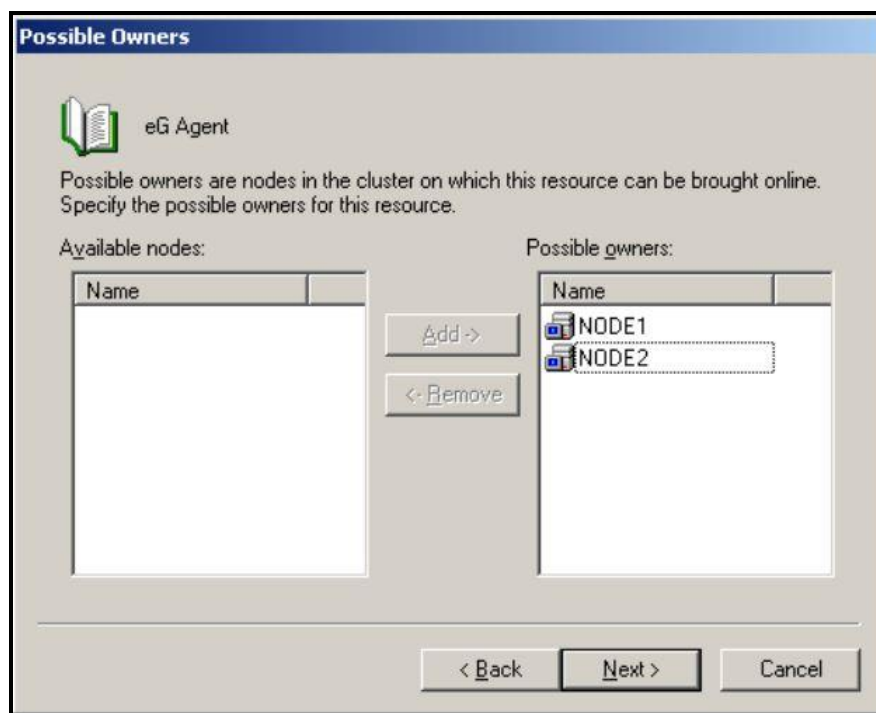 Possible Owners
eG Agent
Possible owners are nodes in the cluster on which this resource can be brought online.
Specify the possible owners for this resource.
Available nodes:
Possible owners:
Name
Name
Add ->
NODE1
NODE2
<- Remove
< Back
Next >
Cancel